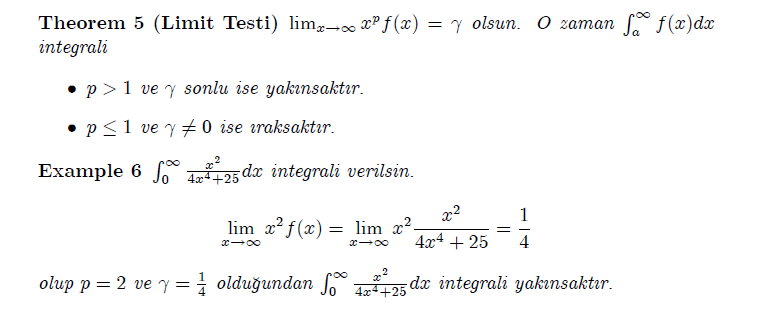 Theorem 5 (Limit Testi) lim_{x→∞} x^p f(x) = γ olsun. O zaman ∫_a^∞ f(x)dx
integrali
• p > 1 ve γ sonlu ise yakınsaktır.
• p ≤ 1 ve γ ≠ 0 ise ıraksaktır.
Example 6 ∫_0^∞ x^2/(4x^4+25) dx integrali verilsin.
lim_{x→∞} x^2 f(x) = lim_{x→∞} x^2 · x^2/(4x^4 + 25) = 1/4
olup p = 2 ve γ = 1/4 olduğundan ∫_0^∞ x^2/(4x^4+25) dx integrali yakınsaktır.